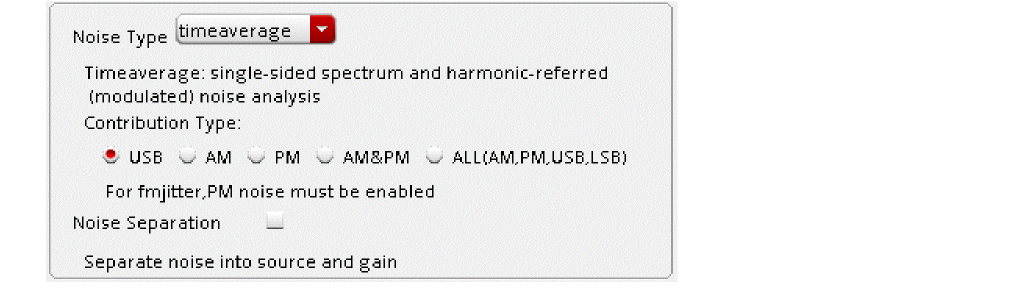 Noise Type timeaverage
Timeaverage: single-sided spectrum and harmonic-referred
(modulated) noise analysis
Contribution Type:
USB AM PM AM&PM ALL(AM,PM,USB,LSB)
For fmjitter,PM noise must be enabled
Noise Separation
Separate noise into source and gain